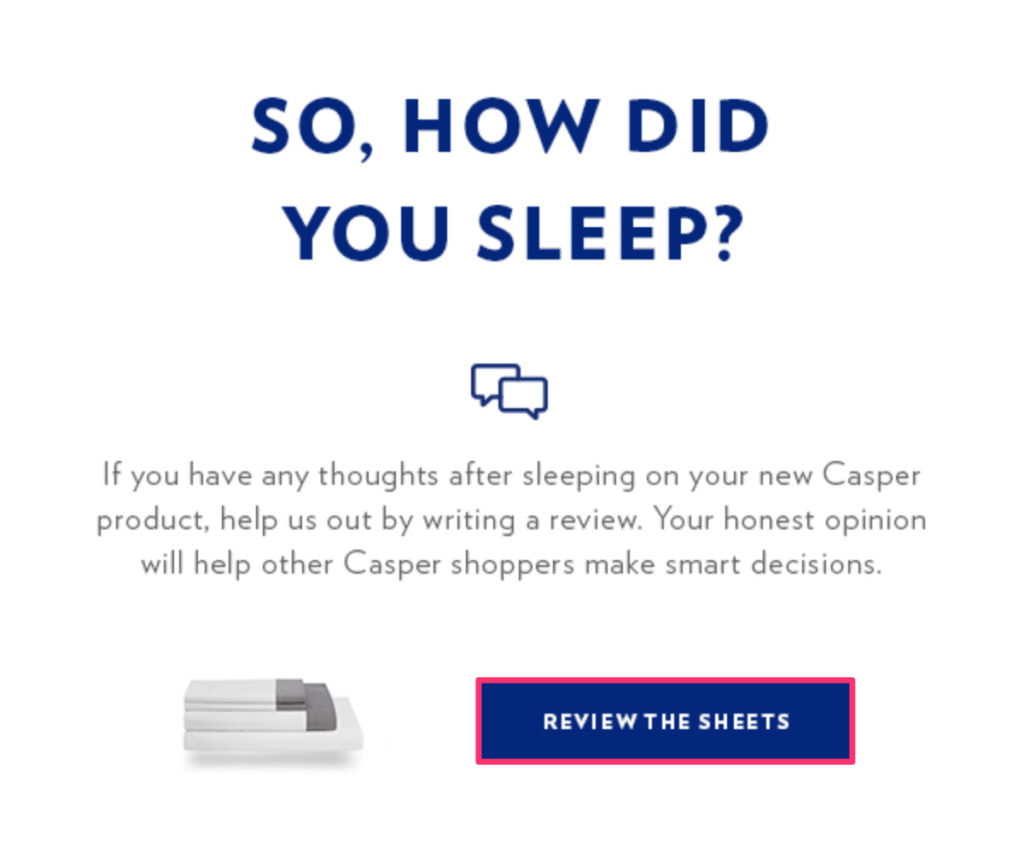 SO, HOW DID
YOU SLEEP?
If you have any thoughts after sleeping on your new Casper
product, help us out by writing a review. Your honest opinion
will help other Casper shoppers make smart decisions.
REVIEW THE SHEETS